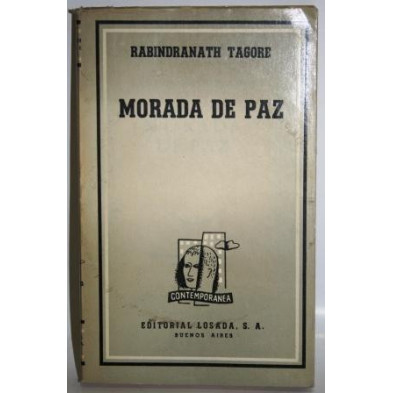 RABINDRANATH TAGORE
MORADA DE PAZ
CONTEMPORANEA
EDITORIAL LOSADA, S. A.
BUENOS AIRES